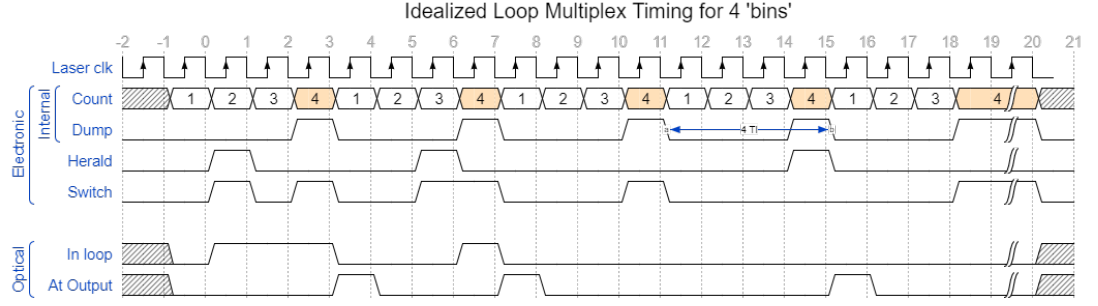 Idealized Loop Multiplex Timing for 4 'bins'
-2 -1 0 1 2 3 4 5 6 7 8 9 10 11 12 13 14 15 16 17 18 19 20 21
Laser clk
Count 1 2 3 4 1 2 3 4 1 2 3 4 1 2 3 4 1 2 3 4
Dump a 4 Tl b
Herald
Switch
In loop
At Output
Electronic
Internal
Optical